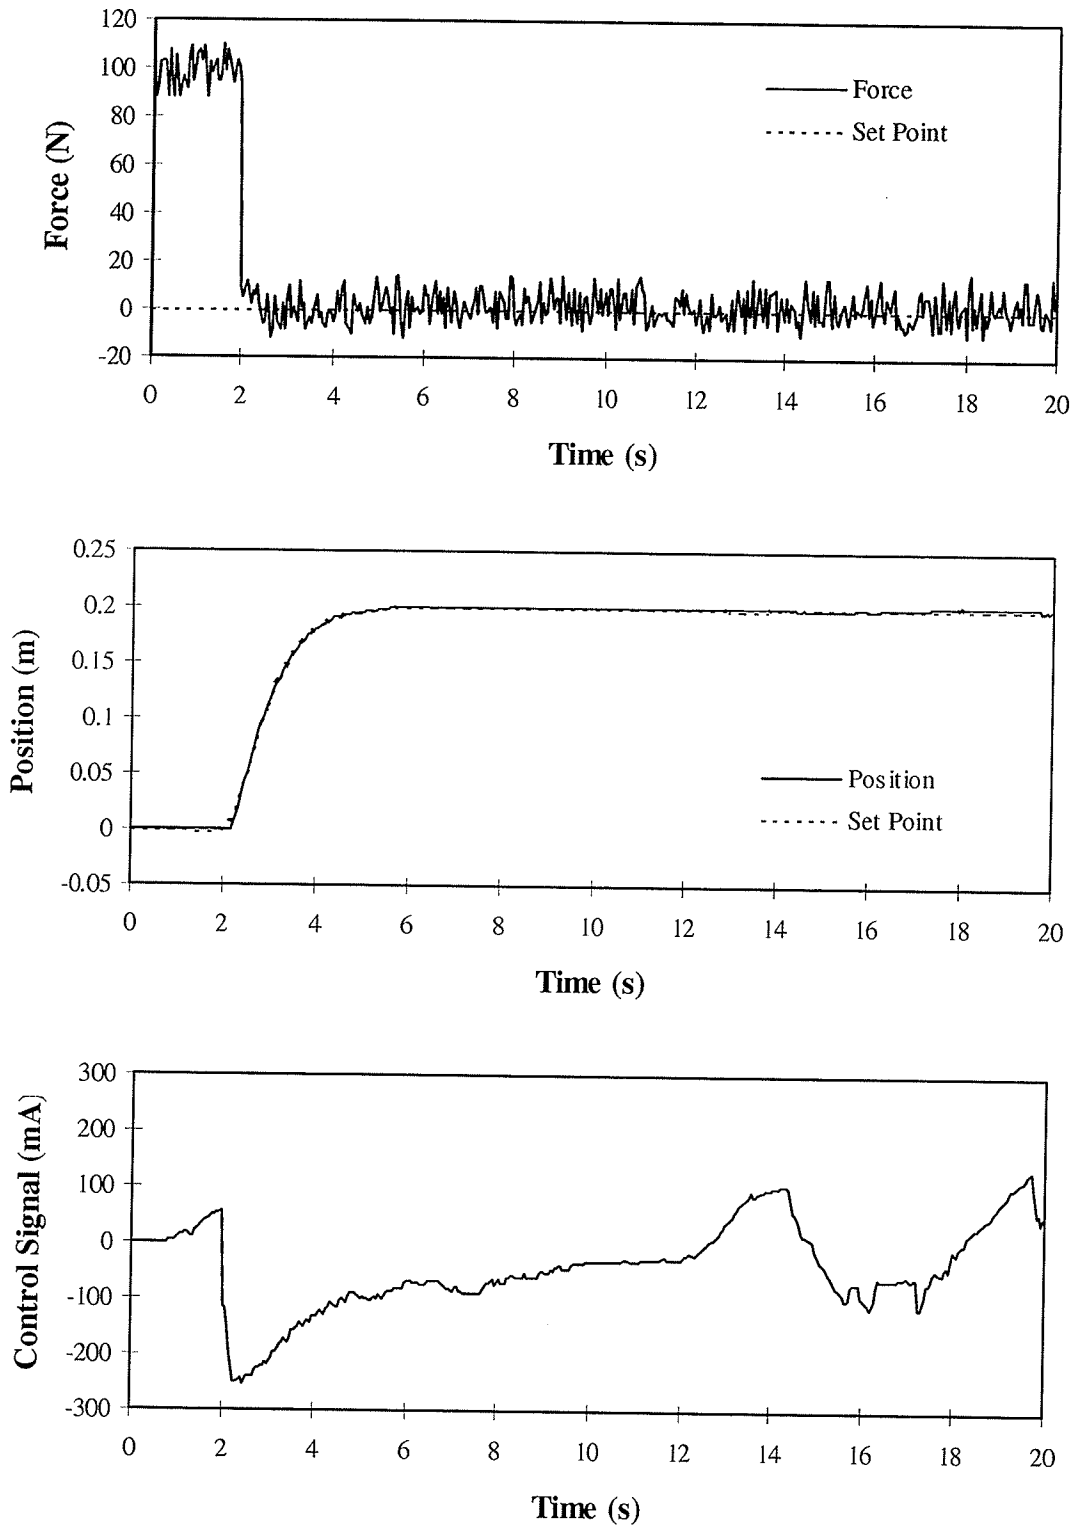 120
100
80
60
40
20
0
-20
Force (N)
Force
Set Point
0 2 4 6 8 10 12 14 16 18 20
Time (s)
0.25
0.2
0.15
0.1
0.05
0
-0.05
Position (m)
Position
Set Point
0 2 4 6 8 10 12 14 16 18 20
Time (s)
300
200
100
0
-100
-200
-300
Control Signal (mA)
0 2 4 6 8 10 12 14 16 18 20
Time (s)